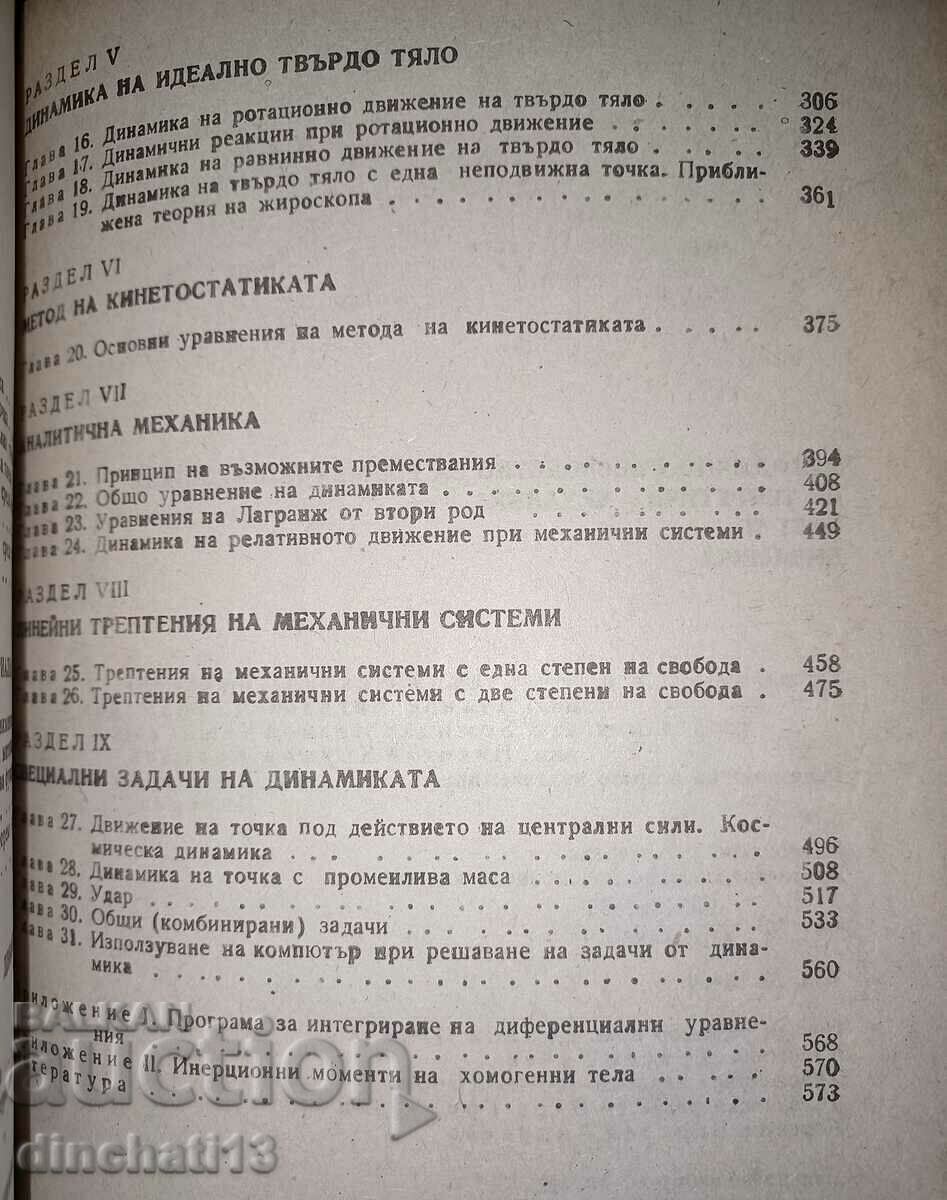 РАЗДЕЛ V
ДИНАМИКА НА ИДЕАЛНО ТВЪРДО ТЯЛО
Глава 16. Динамика на ротационно движение на твърдо тяло . . . . . 306
Глава 17. Динамични реакции при ротационно движение . . . . . . 324
Глава 18. Динамика на равнинно движение на твърдо тяло . . . . . 339
Глава 19. Динамика на твърдо тяло с една неподвижна точка. Прибли-
жена теория на жироскопа . . . . . . . . . . . . . . 361
РАЗДЕЛ VI
МЕТОД НА КИНЕТОСТАТИКАТА
Глава 20. Основни уравнения на метода на кинетостатиката . . . . . 375
РАЗДЕЛ VII
АНАЛИТИЧНА МЕХАНИКА
Глава 21. Принцип на възможните премествания . . . . . . . . . . 394
Глава 22. Общо уравнение на динамиката . . . . . . . . . . . . 408
Глава 23. Уравнения на Лагранж от втори род . . . . . . . . 421
Глава 24. Динамика на релативното движение при механични системи . 449
РАЗДЕЛ VIII
ЛИНЕЙНИ ТРЕПТЕНИЯ НА МЕХАНИЧНИ СИСТЕМИ
Глава 25. Трептения на механични системи с една степен на свобода . 458
Глава 26. Трептения на механични системи с две степени на свобода . 475
РАЗДЕЛ IX
СПЕЦИАЛНИ ЗАДАЧИ НА ДИНАМИКАТА
Глава 27. Движение на точка под действието на централни сили. Кос-
мическа динамика . . . . . . . . . . . . . . . . 496
Глава 28. Динамика на точка с променлива маса . . . . . . . . . 508
Глава 29. Удар . . . . . . . . . . . . . . . . . . . . . 517
Глава 30. Общи (комбинирани) задачи . . . . . . . . . . . . . 533
Глава 31. Използуване на компютър при решаване на задачи от дина-
мика . . . . . . . . . . . . . . . . . . . . . 560
Приложение I. Програма за интегриране на диференциални уравне-
ния . . . . . . . . . . . . . . . . . . . . . 568
Приложение II. Инерционни моменти на хомогенни тела . . . . . 570
Литература . . . . . . . . . . . . . . . . . . . . . 573
BALKAN
auction
dinchati13